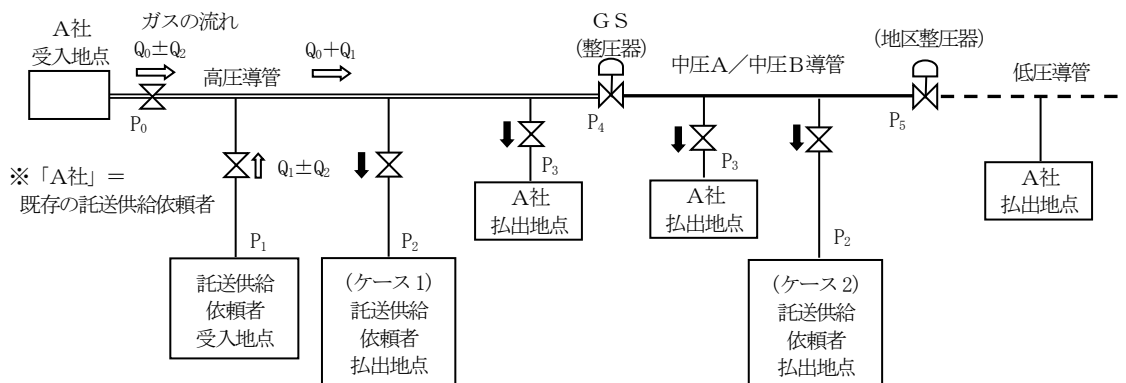 A社
受入地点
ガスの流れ
Q₀±Q₂
Q₀＋Q₁
高圧導管
ＧＳ
(整圧器)
中圧Ａ／中圧Ｂ導管
(地区整圧器)
低圧導管
P₀
P₄
P₅
※「A社」＝
既存の託送供給依頼者
Q₁±Q₂
P₃
P₃
A社
払出地点
A社
払出地点
A社
払出地点
P₁
P₂
P₂
託送供給
依頼者
受入地点
(ケース1)
託送供給
依頼者
払出地点
(ケース2)
託送供給
依頼者
払出地点